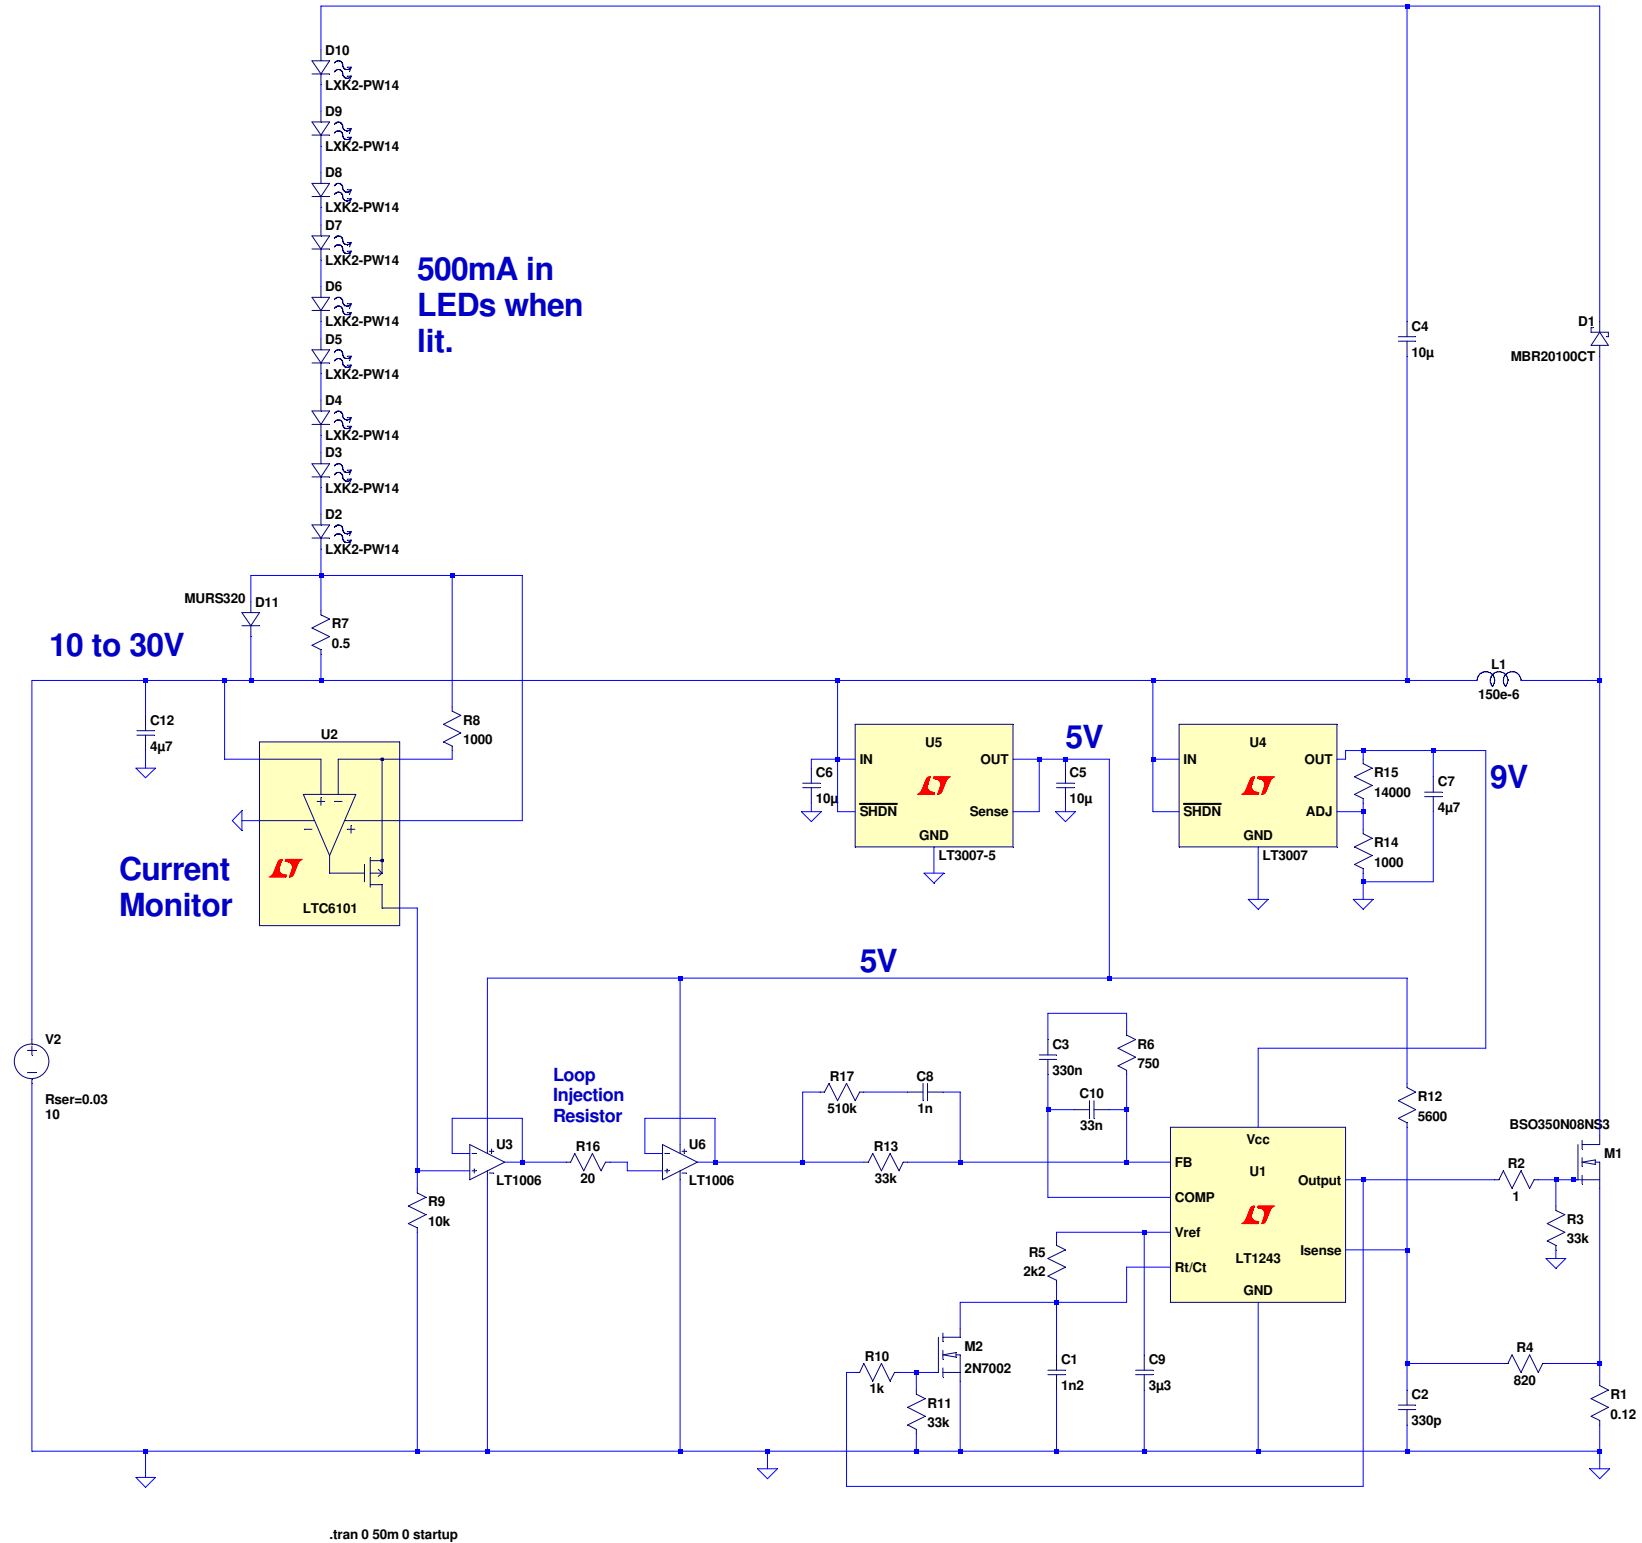 D10
LXK2-PW14
D9
LXK2-PW14
D8
LXK2-PW14
D7
LXK2-PW14
D6
LXK2-PW14
D5
LXK2-PW14
D4
LXK2-PW14
D3
LXK2-PW14
D2
LXK2-PW14
500mA in
LEDs when
lit.
C4
10µ
D1
MBR20100CT
MURS320
D11
R7
0.5
10 to 30V
C12
4µ7
U2
R8
1000
+
–
–
+
LTC6101
Current
Monitor
L1
150e-6
U5
IN
OUT
SHDN
Sense
GND
LT3007-5
C6
10µ
5V
C5
10µ
U4
IN
OUT
SHDN
ADJ
GND
LT3007
R15
14000
R14
1000
C7
4µ7
9V
5V
V2
+
–
Rser=0.03
10
Loop
Injection
Resistor
U3
LT1006
R16
20
U6
LT1006
R9
10k
R17
510k
C8
1n
R13
33k
C3
330n
R6
750
C10
33n
R12
5600
Vcc
FB
U1
COMP
Output
Vref
LT1243
Isense
Rt/Ct
GND
BSO350N08NS3
M1
R2
1
R3
33k
R5
2k2
M2
2N7002
R10
1k
R11
33k
C1
1n2
C9
3µ3
R4
820
C2
330p
R1
0.12
.tran 0 50m 0 startup